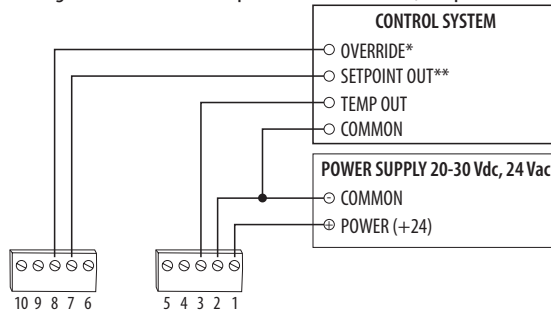 CONTROL SYSTEM
OVERRIDE*
SETPOINT OUT**
TEMP OUT
COMMON
POWER SUPPLY 20-30 Vdc, 24 Vac
COMMON
POWER (+24)
10 9 8 7 6
5 4 3 2 1